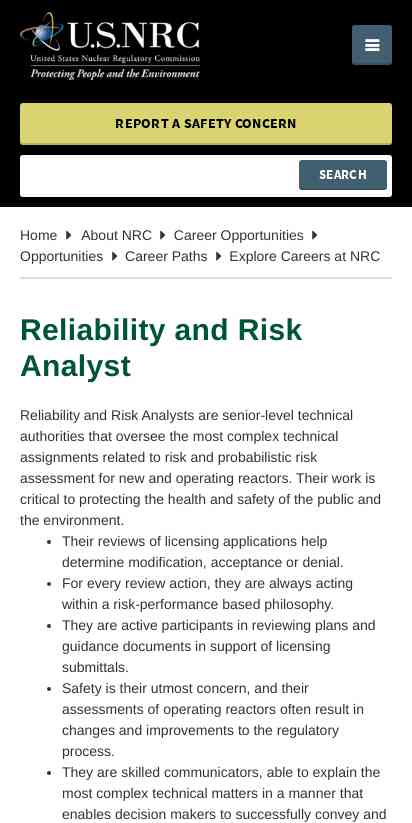 U.S.NRC
United States Nuclear Regulatory Commission
Protecting People and the Environment
REPORT A SAFETY CONCERN
SEARCH
Home About NRC Career Opportunities
Opportunities Career Paths Explore Careers at NRC
Reliability and Risk
Analyst
Reliability and Risk Analysts are senior-level technical
authorities that oversee the most complex technical
assignments related to risk and probabilistic risk
assessment for new and operating reactors. Their work is
critical to protecting the health and safety of the public and
the environment.
• Their reviews of licensing applications help
determine modification, acceptance or denial.
• For every review action, they are always acting
within a risk-performance based philosophy.
• They are active participants in reviewing plans and
guidance documents in support of licensing
submittals.
• Safety is their utmost concern, and their
assessments of operating reactors often result in
changes and improvements to the regulatory
process.
• They are skilled communicators, able to explain the
most complex technical matters in a manner that
enables decision makers to successfully convey and